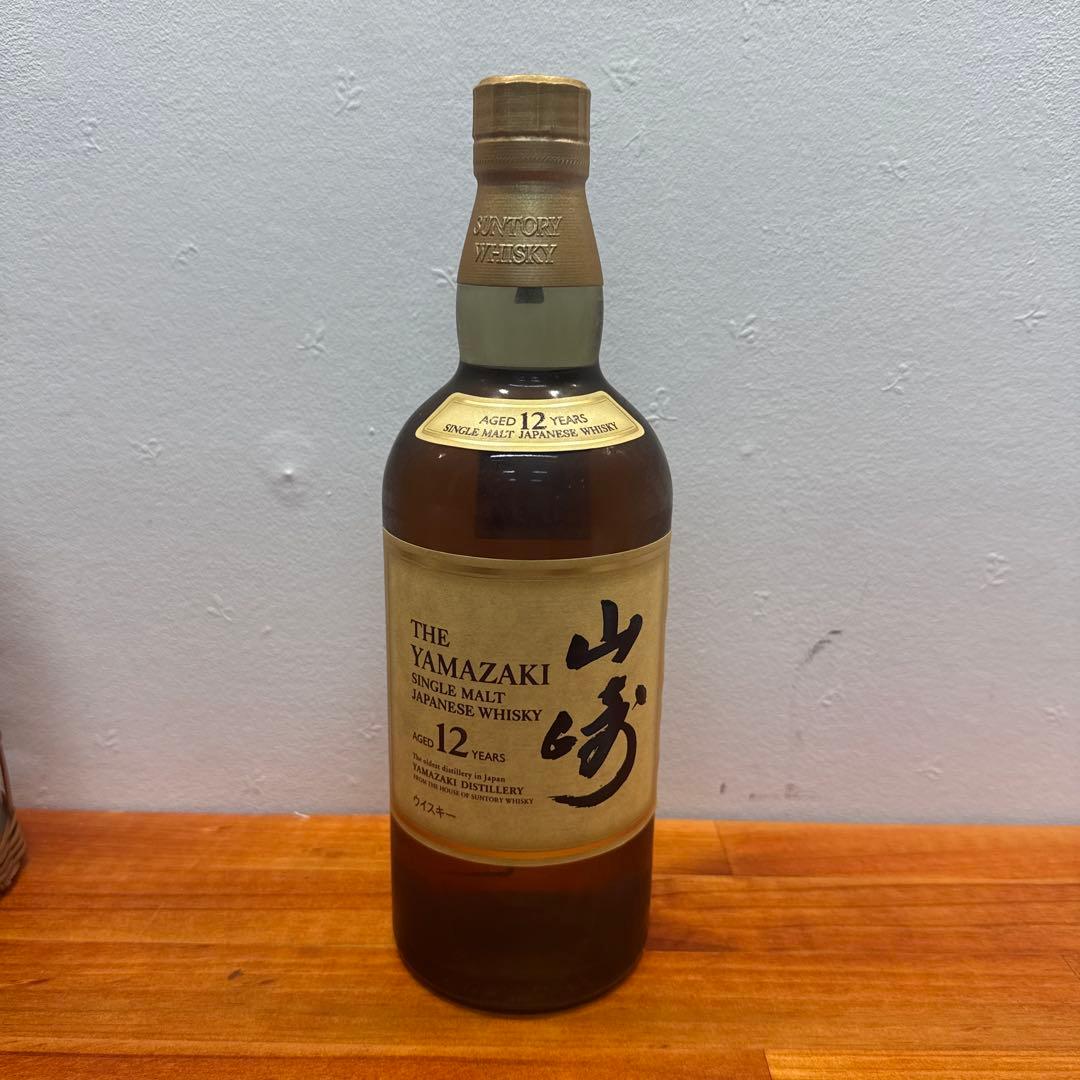 SUNTORY
WHISKY
AGED 12 YEARS
SINGLE MALT JAPANESE WHISKY
THE
YAMAZAKI
SINGLE MALT
JAPANESE WHISKY
AGED 12 YEARS
The oldest distillery in Japan
YAMAZAKI DISTILLERY
FROM THE HOUSE OF SUNTORY WHISKY
ウイスキー
山崎